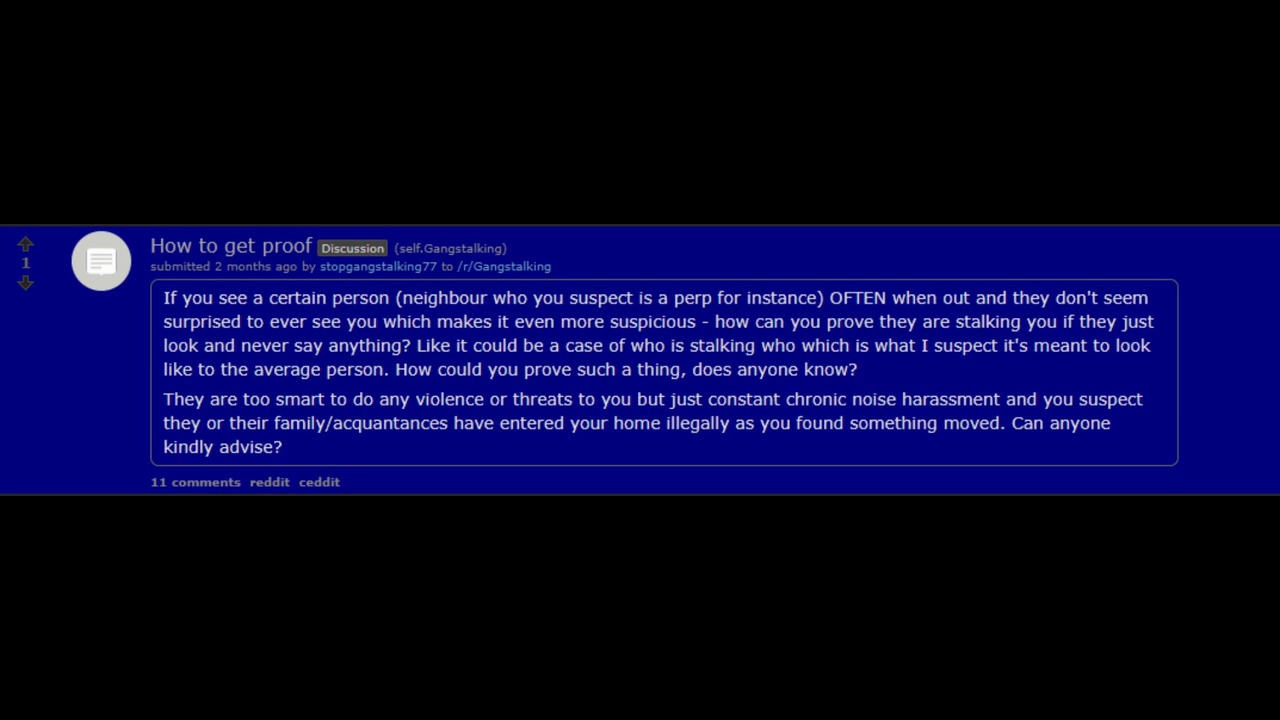 How to get proof Discussion (self.Gangstalking)
1
submitted 2 months ago by stopgangstalking77 to /r/Gangstalking
If you see a certain person (neighbour who you suspect is a perp for instance) OFTEN when out and they don't seem
surprised to ever see you which makes it even more suspicious - how can you prove they are stalking you if they just
look and never say anything? Like it could be a case of who is stalking who which is what I suspect it's meant to look
like to the average person. How could you prove such a thing, does anyone know?
They are too smart to do any violence or threats to you but just constant chronic noise harassment and you suspect
they or their family/acquantances have entered your home illegally as you found something moved. Can anyone
kindly advise?
11 comments reddit ceddit